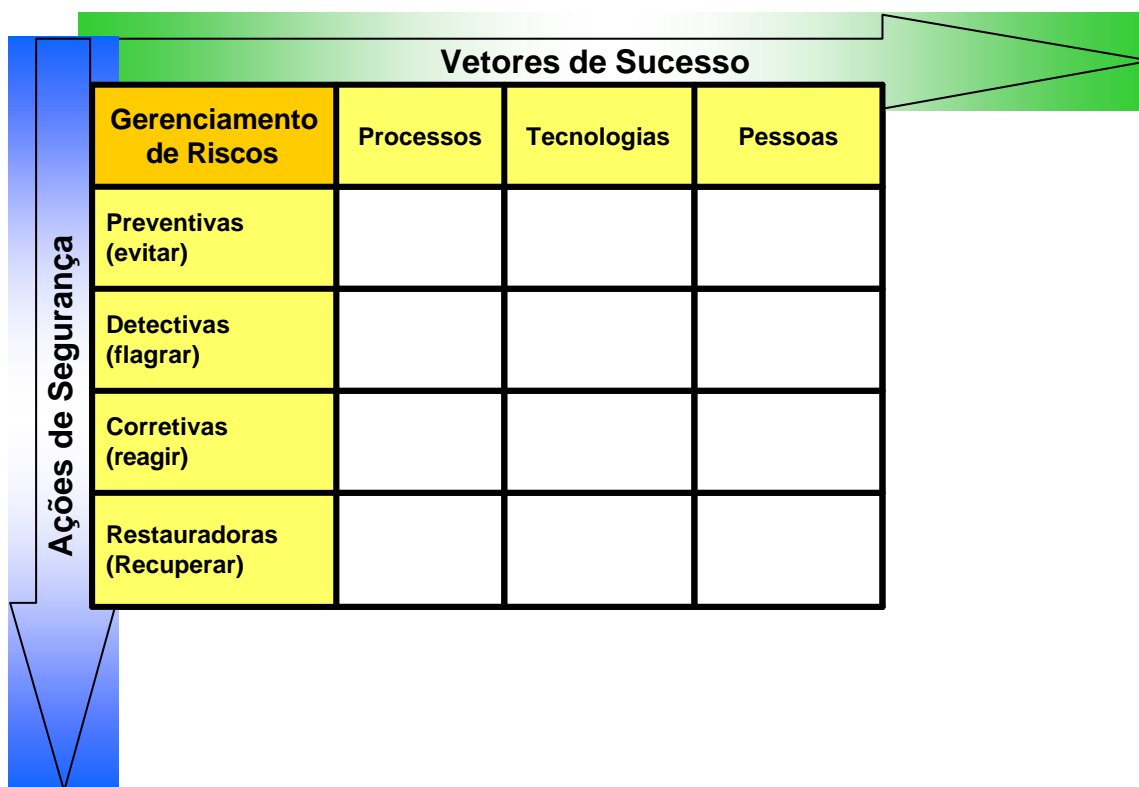 Vetores de Sucesso
Gerenciamento
de Riscos
Processos
Tecnologias
Pessoas
Ações de Segurança
Preventivas
(evitar)
Detectivas
(flagrar)
Corretivas
(reagir)
Restauradoras
(Recuperar)